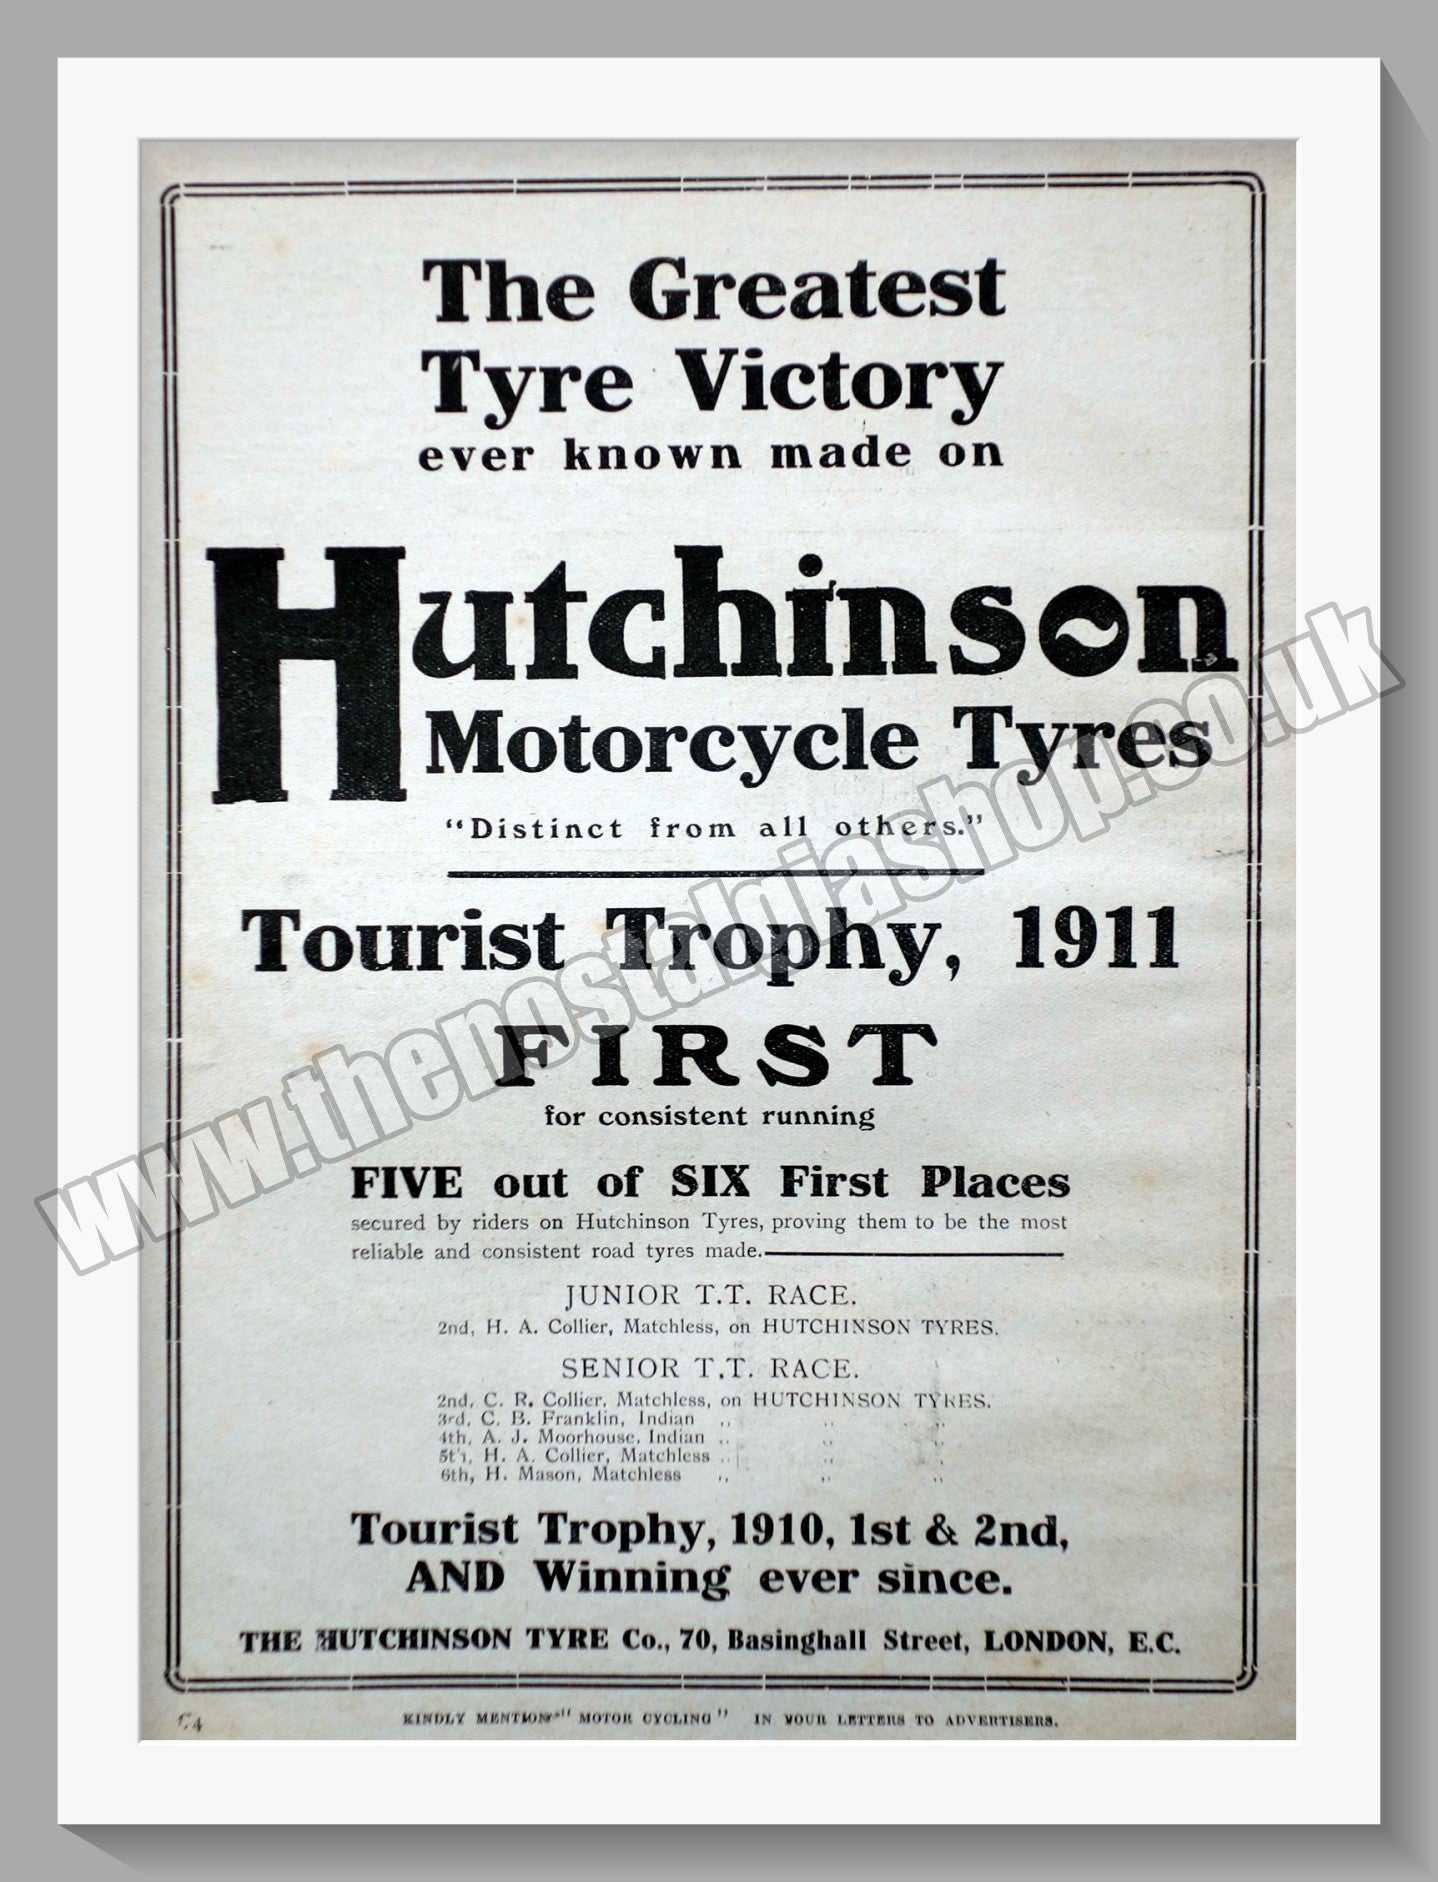 The Greatest
Tyre Victory
ever known made on
Hutchinson
Motorcycle Tyres
"Distinct from all others."
Tourist Trophy, 1911
FIRST
for consistent running
FIVE out of SIX First Places
secured by riders on Hutchinson Tyres, proving them to be the most
reliable and consistent road tyres made.
JUNIOR T.T. RACE.
2nd, H. A. Collier, Matchless, on HUTCHINSON TYRES.
SENIOR T.T. RACE.
2nd, C. R. Collier, Matchless, on HUTCHINSON TYRES.
3rd, C. B. Franklin, Indian ,, ,, ,,
4th, A. J. Moorhouse, Indian ,, ,, ,,
5th, H. A. Collier, Matchless ,, ,, ,,
6th, H. Mason, Matchless ,, ,, ,,
Tourist Trophy, 1910, 1st & 2nd,
AND Winning ever since.
THE HUTCHINSON TYRE Co., 70, Basinghall Street, LONDON, E.C.
KINDLY MENTION "MOTOR CYCLING" IN YOUR LETTERS TO ADVERTISERS.
www.thenostalgiashop.co.uk